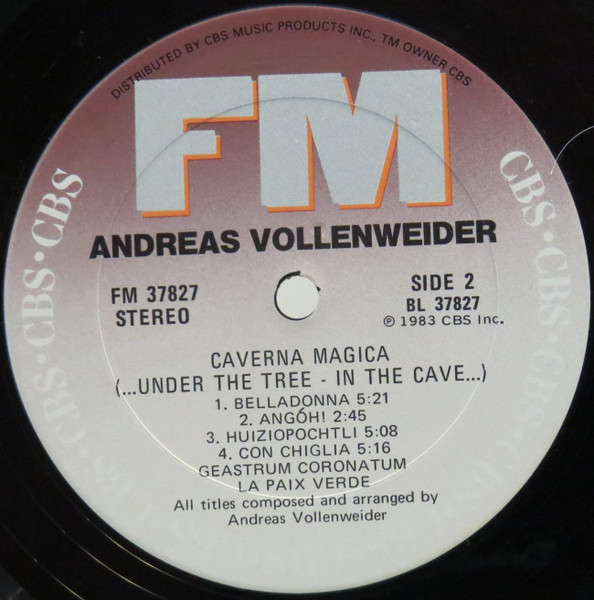 DISTRIBUTED BY CBS MUSIC PRODUCTS INC., TM OWNER CBS
FM
CBS • CBS • CBS
CBS • CBS
ANDREAS VOLLENWEIDER
FM 37827
STEREO
SIDE 2
BL 37827
℗ 1983 CBS Inc.
CAVERNA MAGICA
(...UNDER THE TREE - IN THE CAVE...)
1. BELLADONNA 5:21
2. ANGÓH! 2:45
3. HUIZIOPOCHTLI 5:08
4. CON CHIGLIA 5:16
GEASTRUM CORONATUM
LA PAIX VERDE
All titles composed and arranged by
Andreas Vollenweider